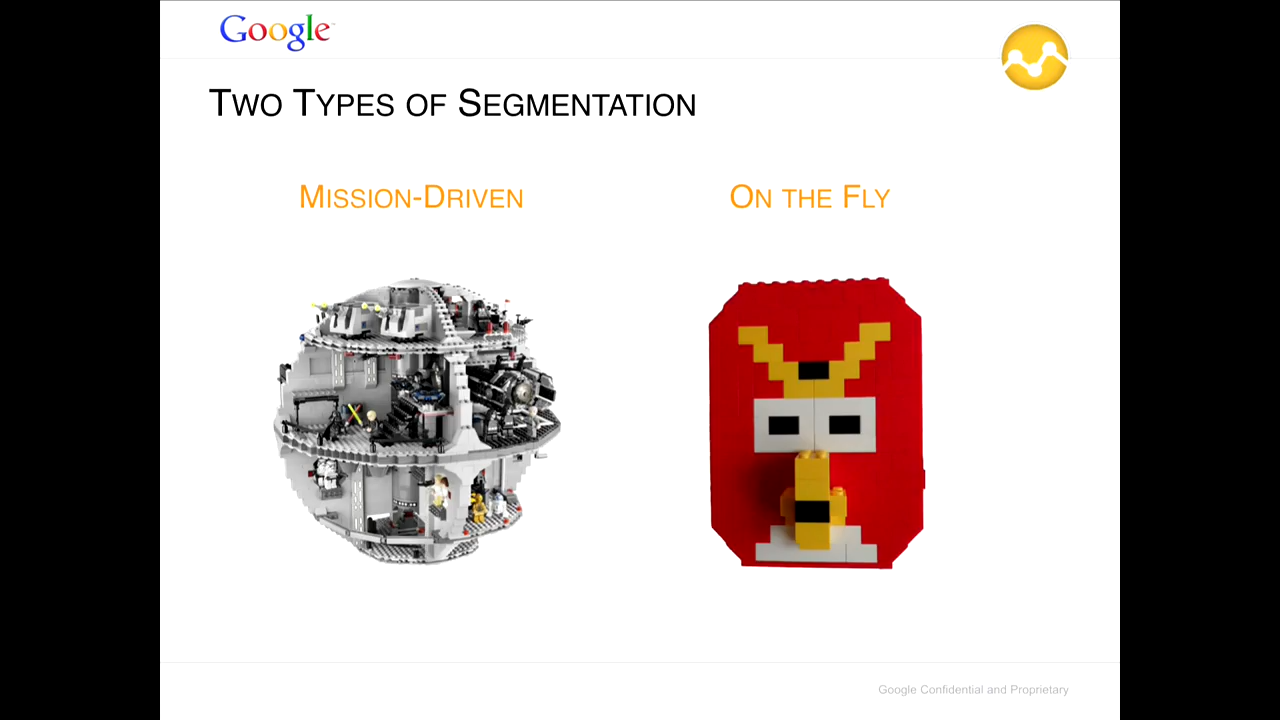 Google
Two Types of Segmentation
Mission-Driven
On the Fly
Google Confidential and Proprietary